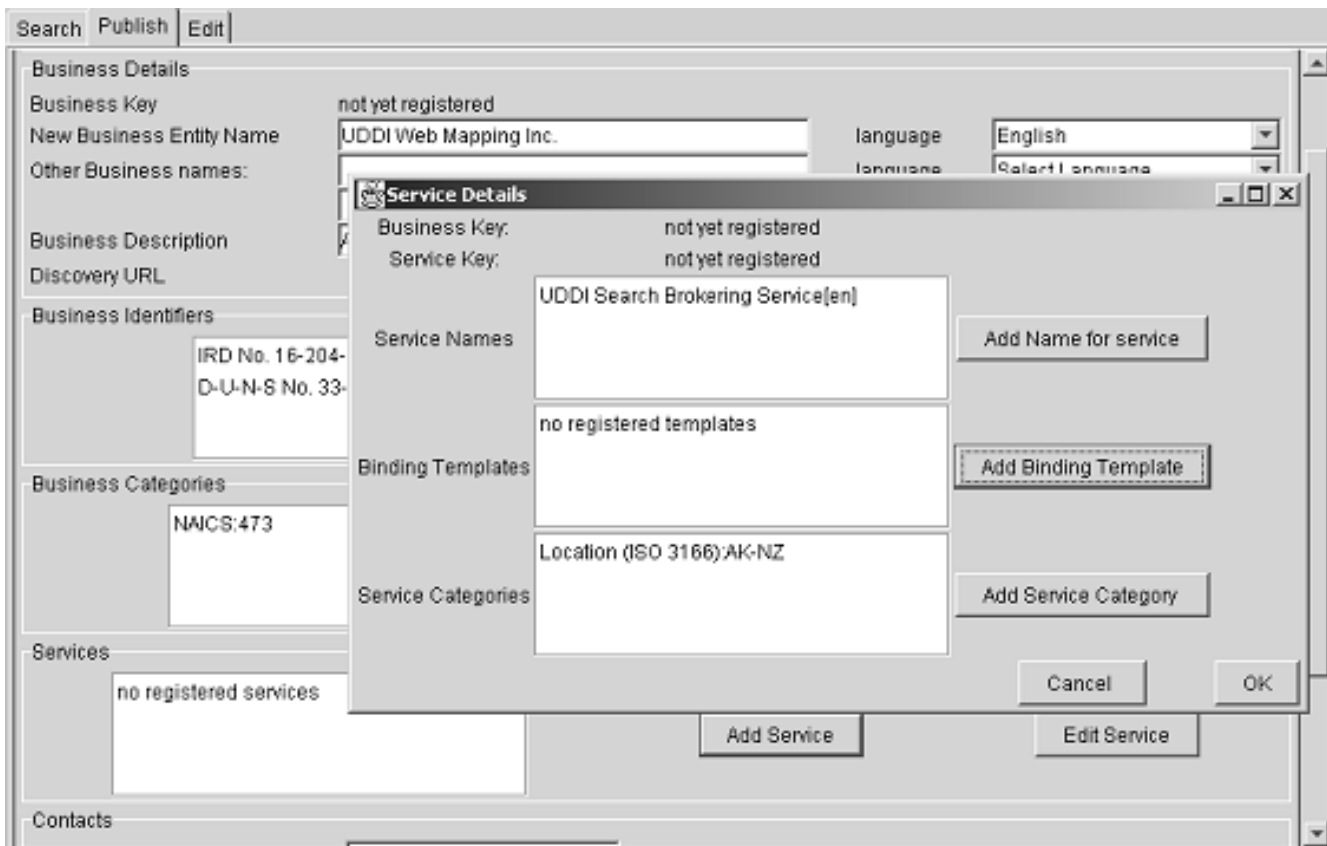 Search Publish Edit
Business Details
Business Key not yet registered
New Business Entity Name UDDI Web Mapping Inc. language English
Other Business names: language Select Language
Service Details
Business Key: not yet registered
Business Description
Service Key: not yet registered
Discovery URL
UDDI Search Brokering Service[en]
Business Identifiers
Service Names Add Name for service
IRD No. 16-204-
D-U-N-S No. 33-
no registered templates
Binding Templates Add Binding Template
Business Categories
NAICS:473
Location (ISO 3166):AK-NZ
Service Categories Add Service Category
Services
no registered services
Cancel OK
Add Service Edit Service
Contacts